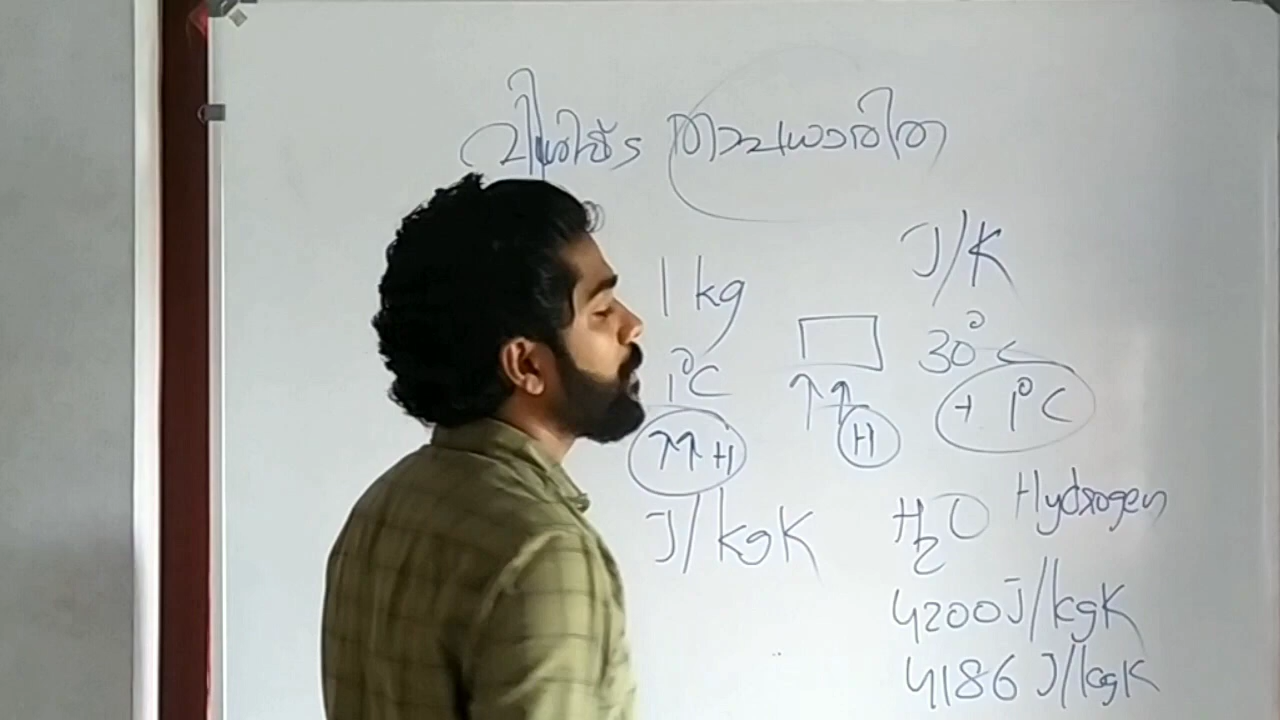 വിശിഷ്ട താപധാരിത
J/K
1 kg
30°C
1°C
+ 1°C
↑↑ H
↑↑ H
H₂O Hydrogen
J/kgK
4200J/kgK
4186 J/kgK